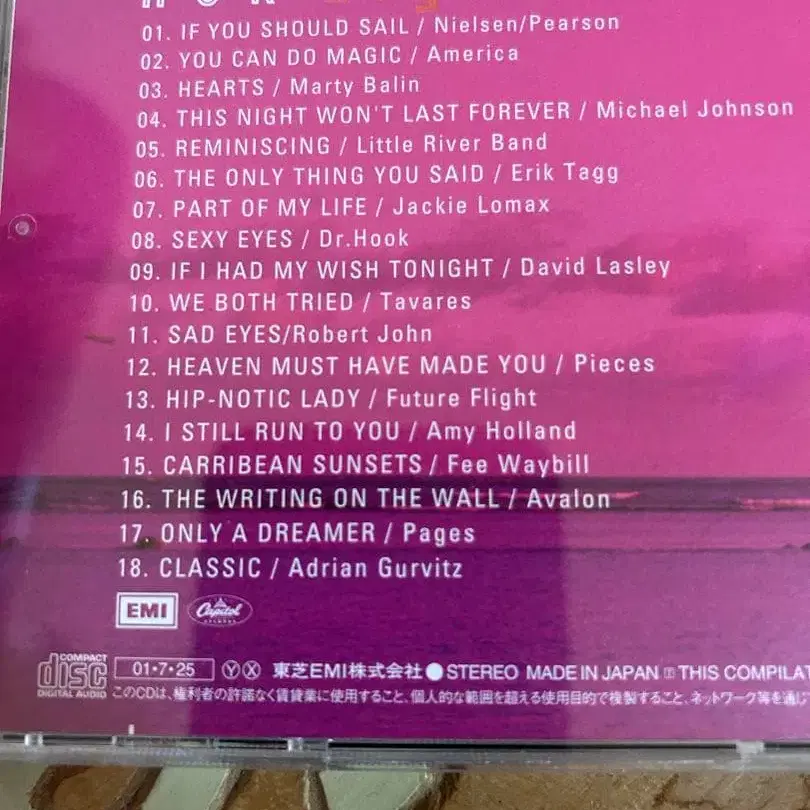 01. IF YOU SHOULD SAIL / Nielsen/Pearson
02. YOU CAN DO MAGIC / America
03. HEARTS / Marty Balin
04. THIS NIGHT WON'T LAST FOREVER / Michael Johnson
05. REMINISCING / Little River Band
06. THE ONLY THING YOU SAID / Erik Tagg
07. PART OF MY LIFE / Jackie Lomax
08. SEXY EYES / Dr.Hook
09. IF I HAD MY WISH TONIGHT / David Lasley
10. WE BOTH TRIED / Tavares
11. SAD EYES/Robert John
12. HEAVEN MUST HAVE MADE YOU / Pieces
13. HIP-NOTIC LADY / Future Flight
14. I STILL RUN TO YOU / Amy Holland
15. CARRIBEAN SUNSETS / Fee Waybill
16. THE WRITING ON THE WALL / Avalon
17. ONLY A DREAMER / Pages
18. CLASSIC / Adrian Gurvitz
EMI Capitol RECORDS
COMPACT disc DIGITAL AUDIO
01・7・25 ⓎⓍ 東芝EMI株式会社●STEREO MADE IN JAPAN THIS COMPILAT
このCDは、権利者の許諾なく賃貸業に使用すること、個人的な範囲を超える使用目的で複製すること、ネットワーク等を通じ